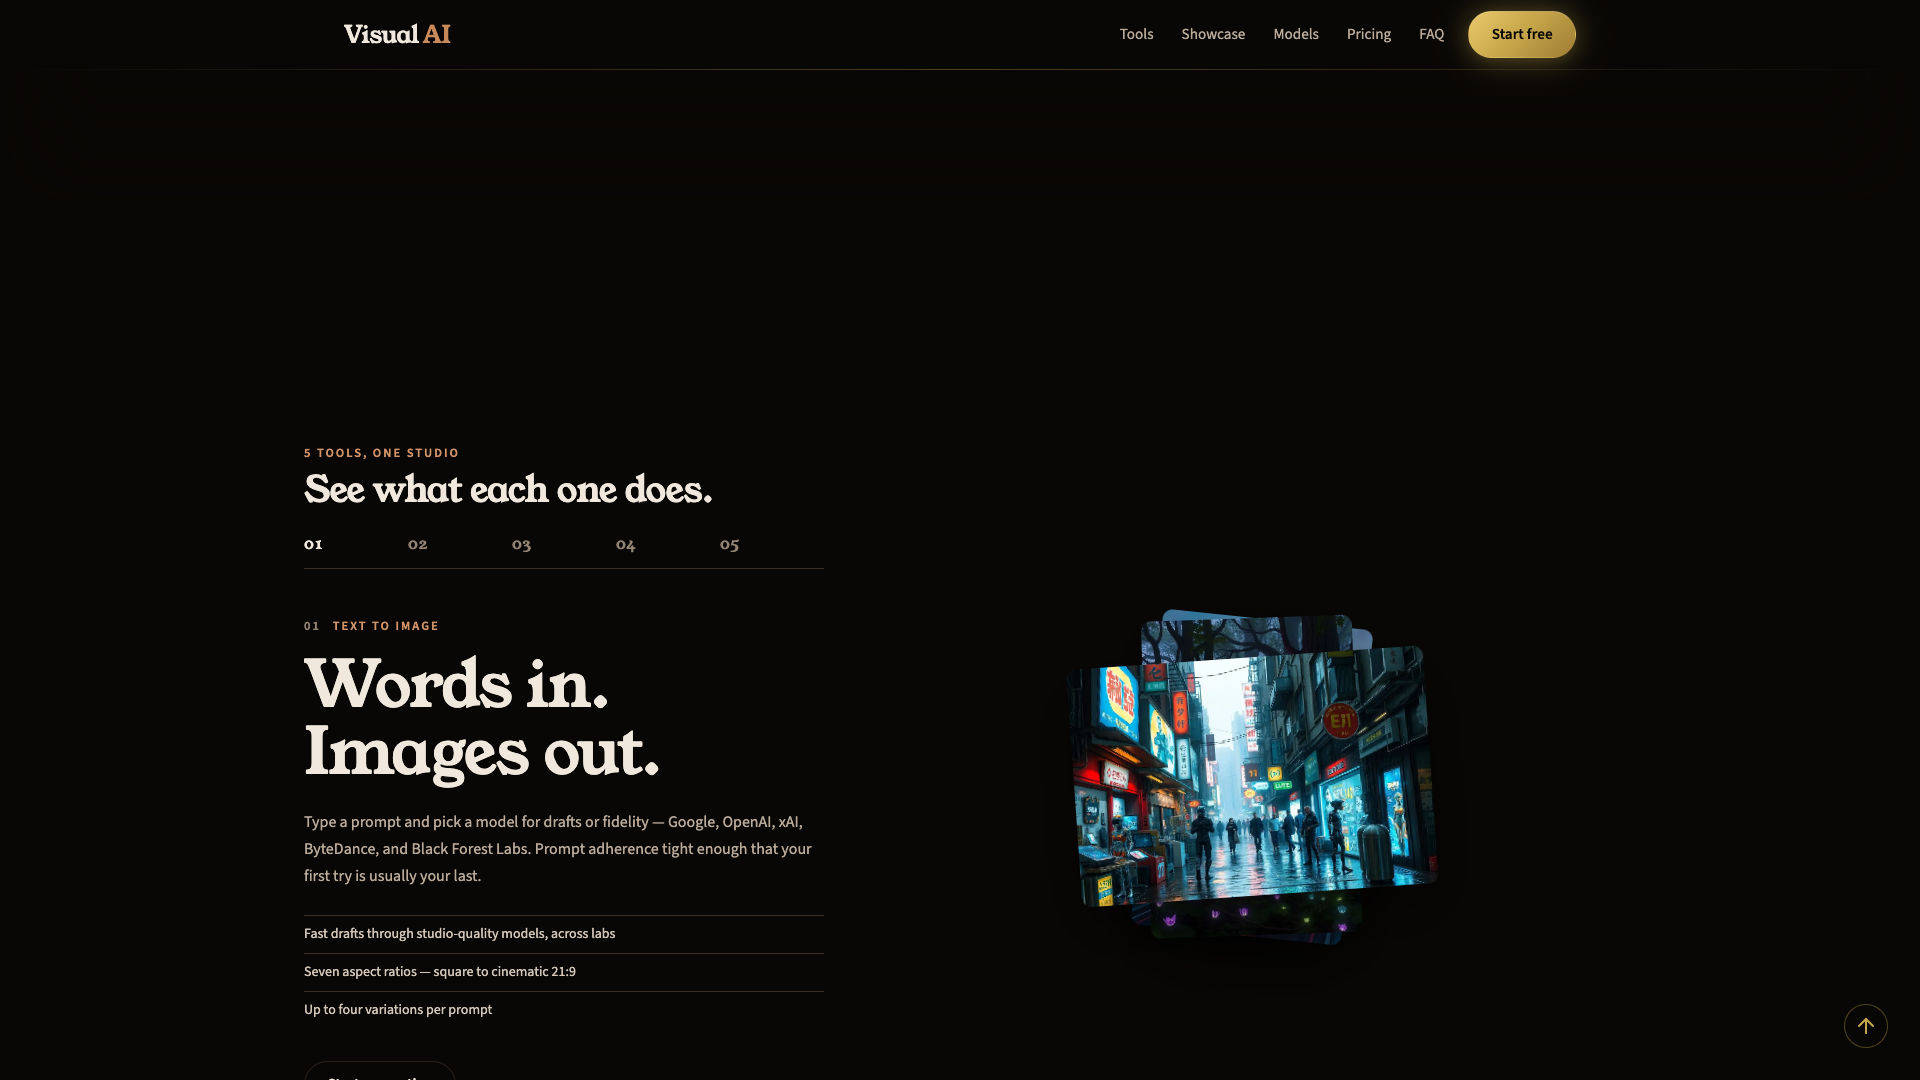 Visual AI
Tools
Showcase
Models
Pricing
FAQ
Start free
5 TOOLS, ONE STUDIO
See what each one does.
01
02
03
04
05
01 TEXT TO IMAGE
Words in.
Images out.
Type a prompt and pick a model for drafts or fidelity — Google, OpenAI, xAI,
ByteDance, and Black Forest Labs. Prompt adherence tight enough that your
first try is usually your last.
Fast drafts through studio-quality models, across labs
Seven aspect ratios — square to cinematic 21:9
Up to four variations per prompt